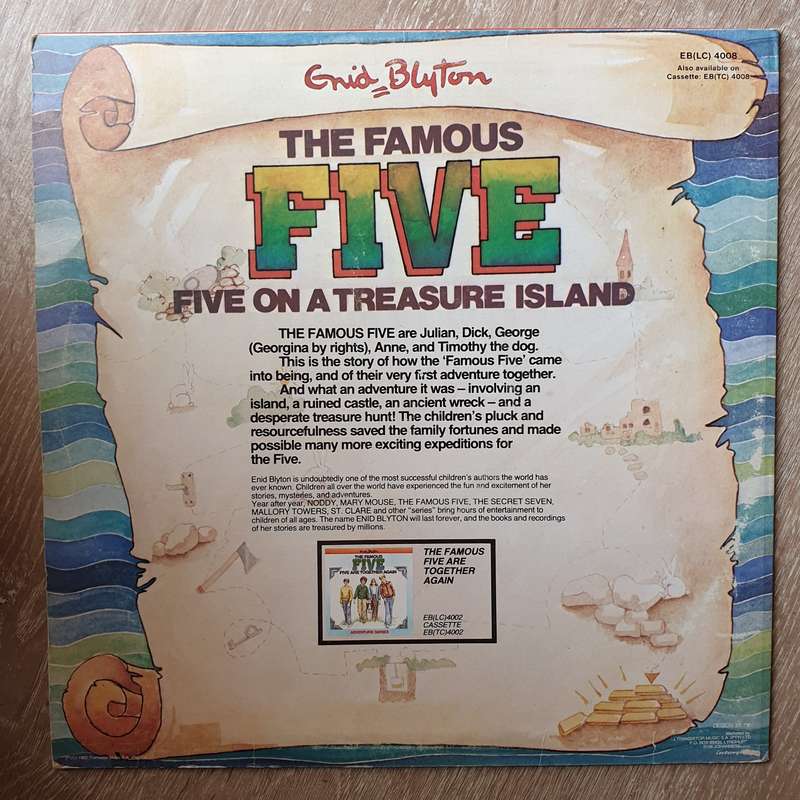 EB(LC) 4008
Also available on
Cassette: EB(TC) 4008
Enid Blyton
THE FAMOUS
FIVE
FIVE ON A TREASURE ISLAND
THE FAMOUS FIVE are Julian, Dick, George
(Georgina by rights), Anne, and Timothy the dog.
This is the story of how the 'Famous Five' came
into being, and of their very first adventure together.
And what an adventure it was – involving an
island, a ruined castle, an ancient wreck – and a
desperate treasure hunt! The children's pluck and
resourcefulness saved the family fortunes and made
possible many more exciting expeditions for
the Five.
Enid Blyton is undoubtedly one of the most successful children's authors the world has
ever known. Children all over the world have experienced the fun and excitement of her
stories, mysteries, and adventures.
Year after year, NODDY, MARY MOUSE, THE FAMOUS FIVE, THE SECRET SEVEN,
MALLORY TOWERS, ST. CLARE and other "series" bring hours of entertainment to
children of all ages. The name ENID BLYTON will last forever, and the books and recordings
of her stories are treasured by millions.
Enid Blyton
THE FAMOUS
FIVE
FIVE ARE TOGETHER AGAIN
ADVENTURE SERIES
THE FAMOUS
FIVE ARE
TOGETHER
AGAIN
EB(LC)4002
CASSETTE
EB(TC)4002